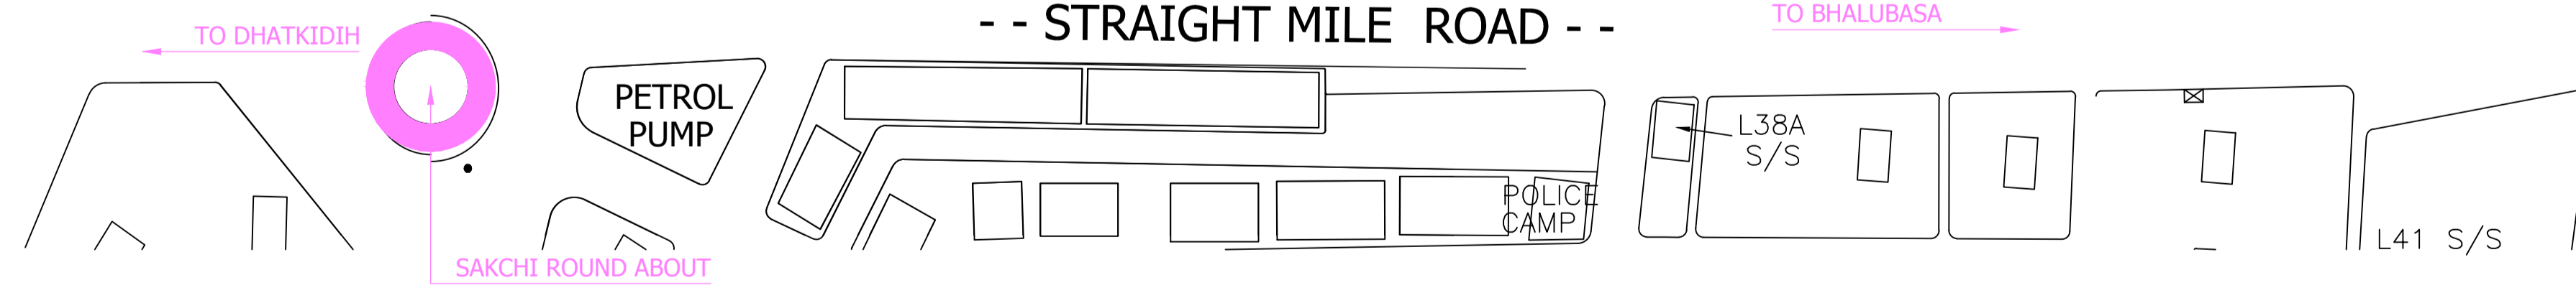 TO DHATKIDIH
- - STRAIGHT MILE ROAD - -
TO BHALUBASA
PETROL
PUMP
L38A
S/S
POLICE
CAMP
L41 S/S
SAKCHI ROUND ABOUT